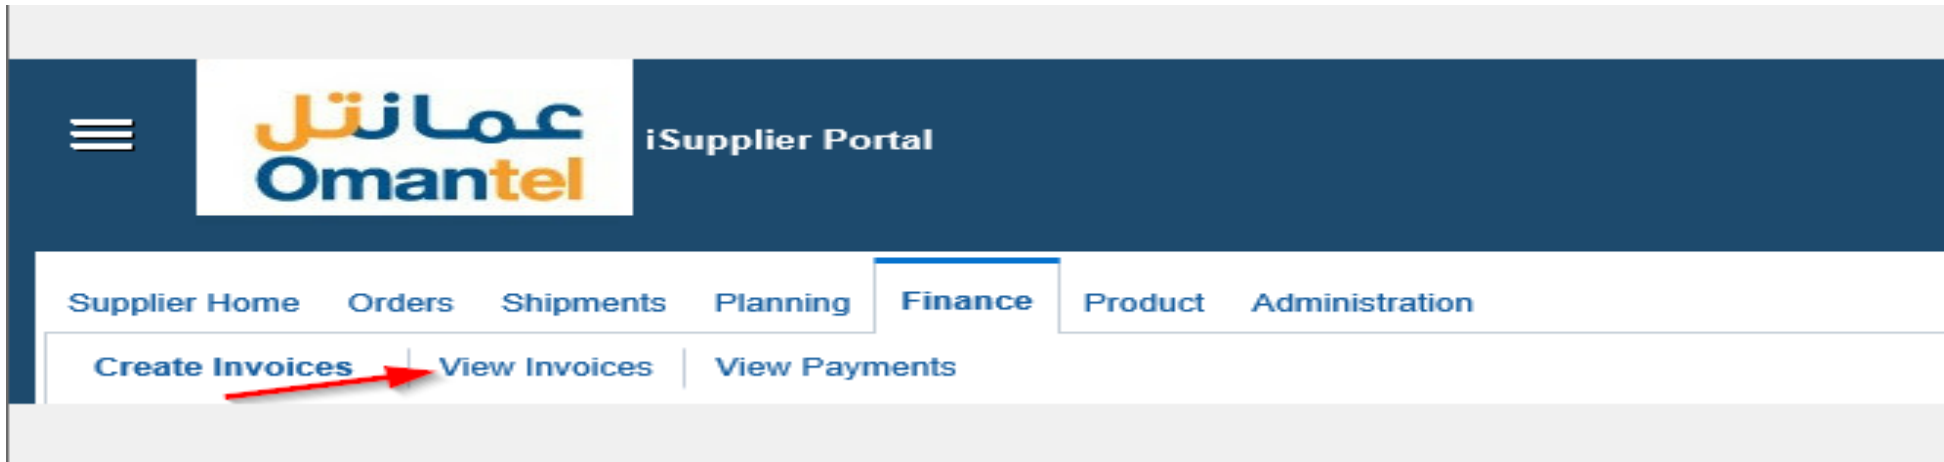 عمانتل
Omantel
iSupplier Portal
Supplier Home Orders Shipments Planning Finance Product Administration
Create Invoices View Invoices View Payments